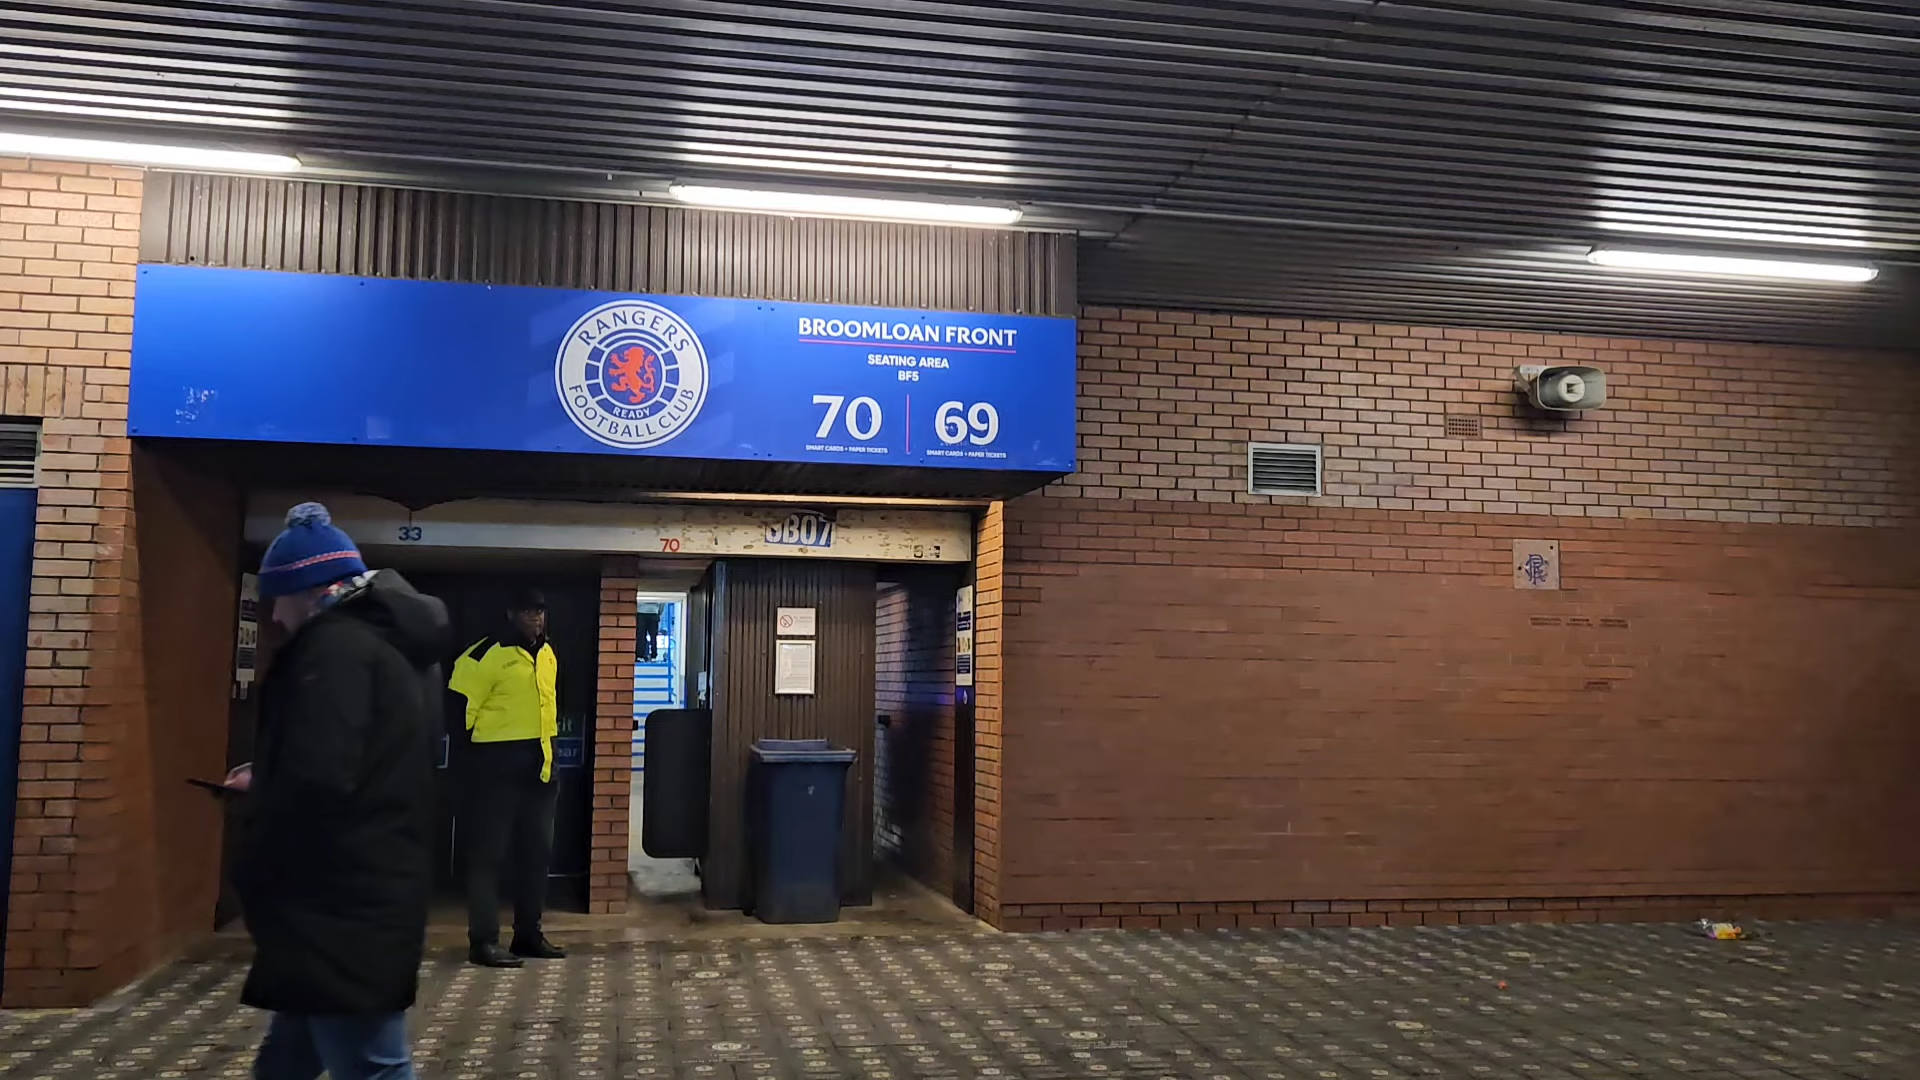 RANGERS
READY
FOOTBALL CLUB
BROOMLOAN FRONT
SEATING AREA
BF5
70
69
SMART CARDS + PAPER TICKETS
SMART CARDS + PAPER TICKETS
33
70